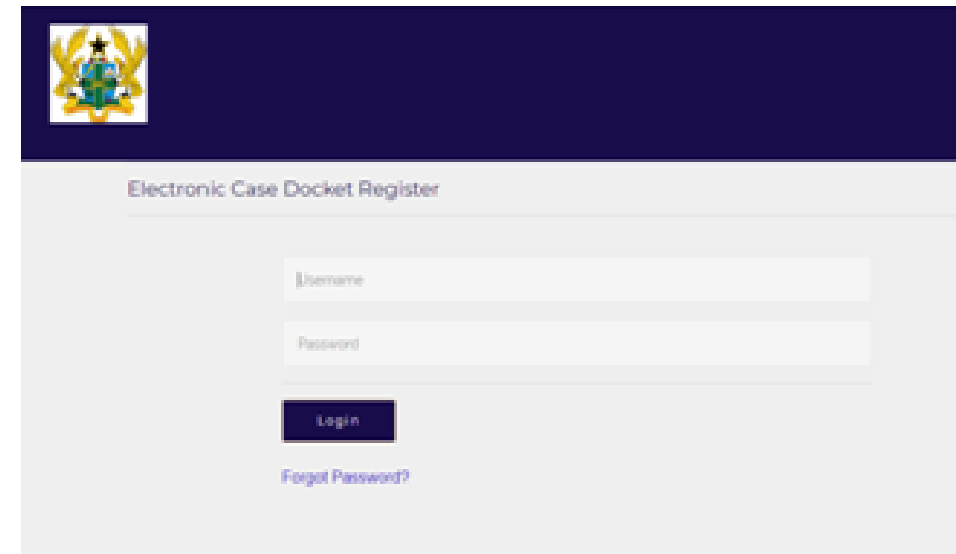 Electronic Case Docket Register
Username
Password
Login
Forgot Password?